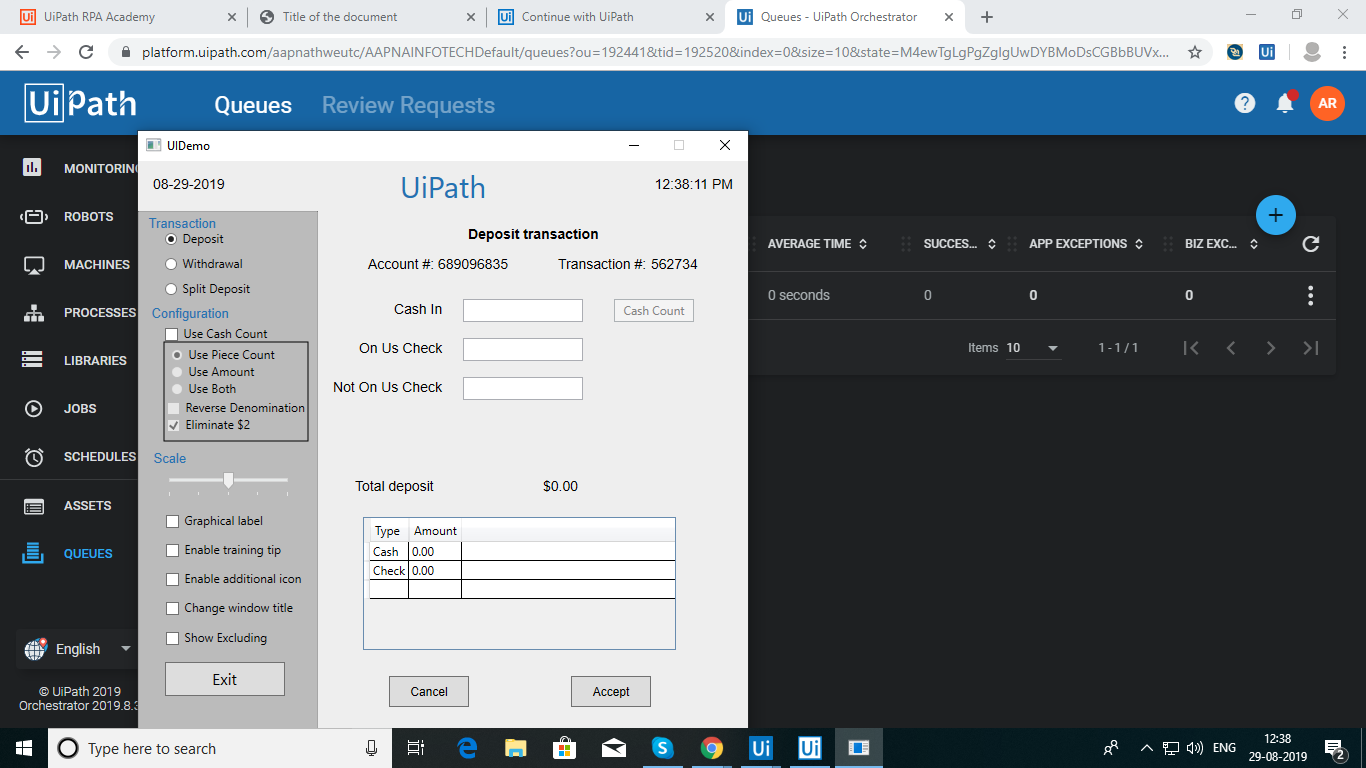 UiPath RPA Academy
Title of the document
Continue with UiPath
Queues - UiPath Orchestrator
platform.uipath.com/aapnathweutc/AAPNAINFOTECHDefault/queues?ou=192441&tid=192520&index=0&size=10&state=M4ewTgLgPgZgIgUwDYBMoDsCGBbBUVx...
UiPath
Queues
Review Requests
AR
MONITORING
ROBOTS
MACHINES
PROCESSES
LIBRARIES
JOBS
SCHEDULES
ASSETS
QUEUES
English
© UiPath 2019
Orchestrator 2019.8.3
UIDemo
08-29-2019
UiPath
12:38:11 PM
Transaction
Deposit
Withdrawal
Split Deposit
Configuration
Use Cash Count
Use Piece Count
Use Amount
Use Both
Reverse Denomination
Eliminate $2
Scale
Graphical label
Enable training tip
Enable additional icon
Change window title
Show Excluding
Exit
Deposit transaction
Account #: 689096835 Transaction #: 562734
Cash In
Cash Count
On Us Check
Not On Us Check
Total deposit $0.00
Type Amount
Cash 0.00
Check 0.00
Cancel
Accept
AVERAGE TIME SUCCES... APP EXCEPTIONS BIZ EXC...
0 seconds 0 0 0
Items 10 1 - 1 / 1
Type here to search
ENG
12:38
29-08-2019
2